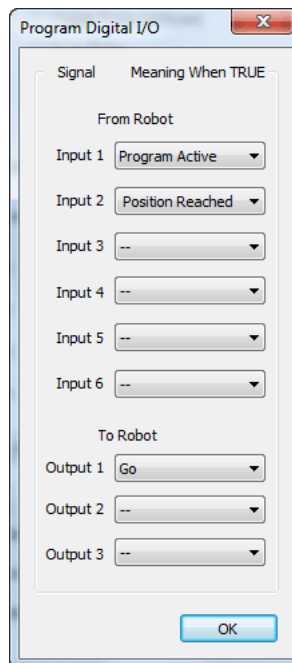 Program Digital I/O
Signal Meaning When TRUE
From Robot
Input 1 Program Active
Input 2 Position Reached
Input 3 --
Input 4 --
Input 5 --
Input 6 --
To Robot
Output 1 Go
Output 2 --
Output 3 --
OK